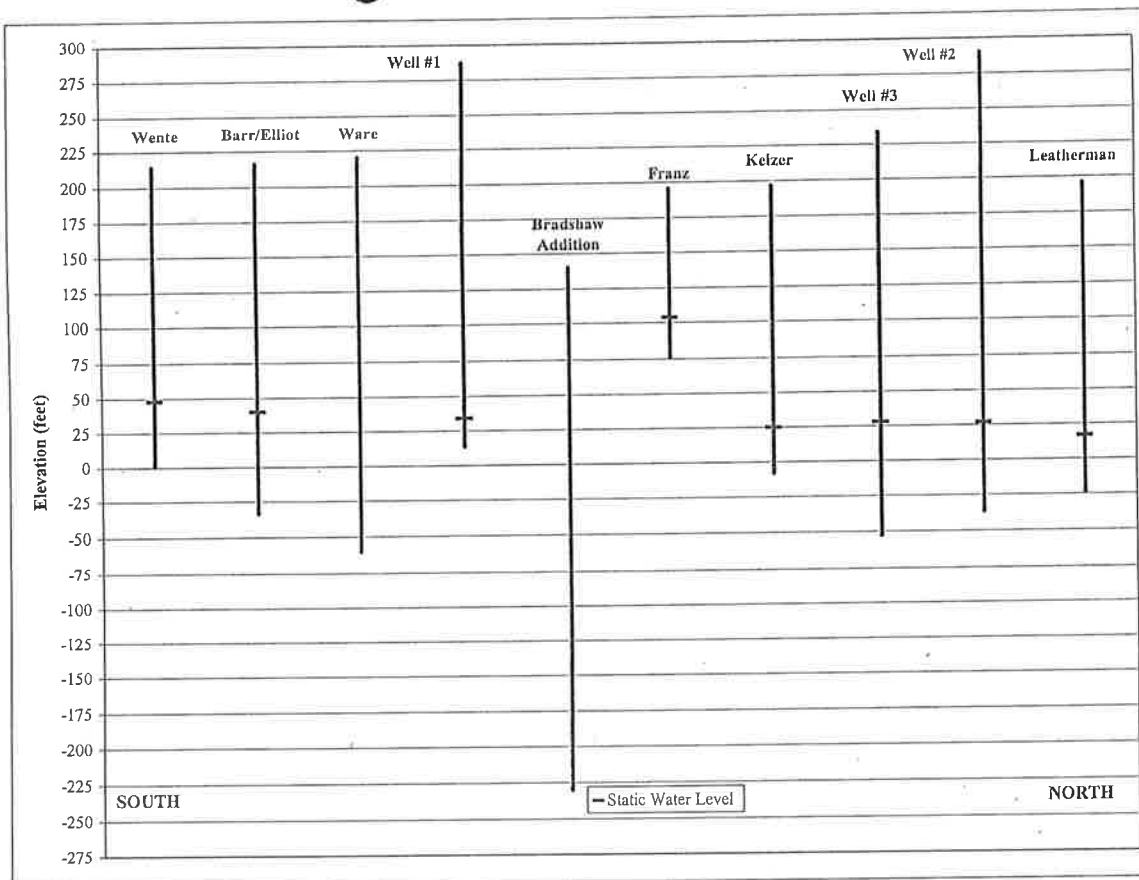 300
275
250
225
200
175
150
125
100
75
50
25
0
-25
-50
-75
-100
-125
-150
-175
-200
-225
-250
-275
Elevation (feet)
Wente
Barr/Elliot
Ware
Well #1
Bradshaw
Addition
Franz
Keizer
Well #3
Well #2
Leatherman
SOUTH
Static Water Level
NORTH